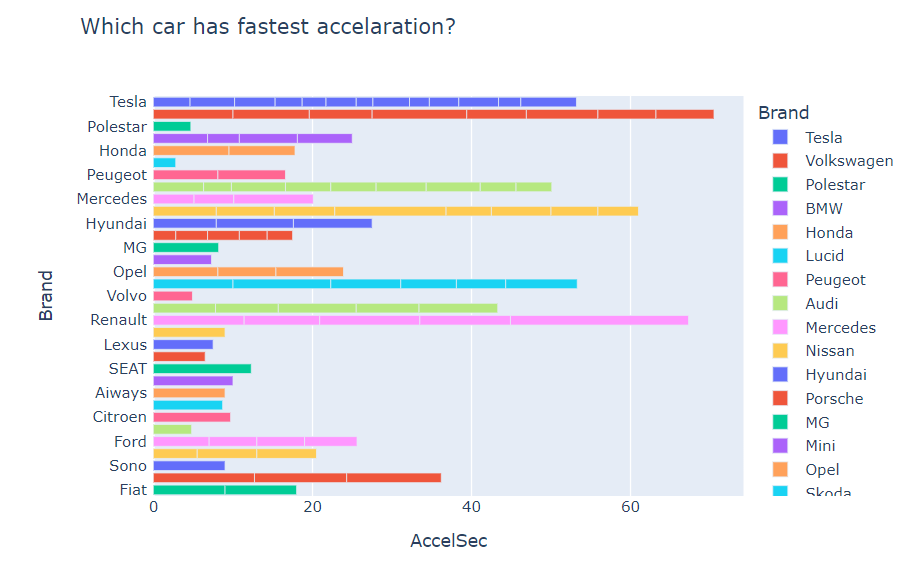 Which car has fastest accelaration?
Brand
Tesla
Polestar
Honda
Peugeot
Mercedes
Hyundai
MG
Opel
Volvo
Renault
Lexus
SEAT
Aiways
Citroen
Ford
Sono
Fiat
0 20 40 60
AccelSec
Brand
Tesla
Volkswagen
Polestar
BMW
Honda
Lucid
Peugeot
Audi
Mercedes
Nissan
Hyundai
Porsche
MG
Mini
Opel
Skoda